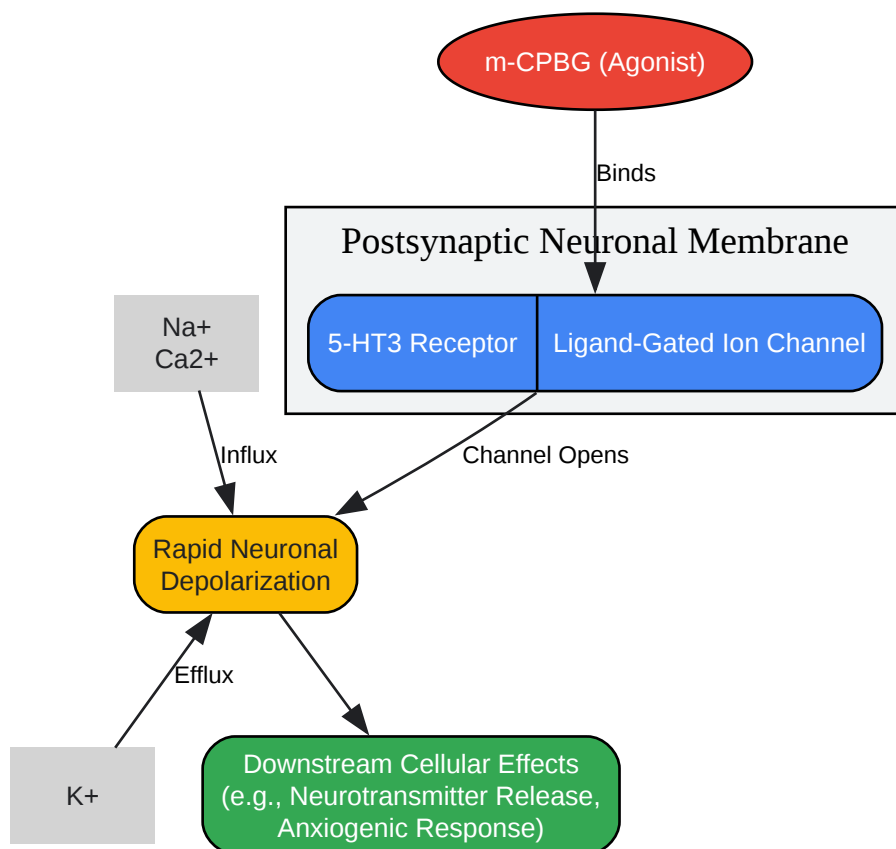 m-CPBG (Agonist)
Binds
Postsynaptic Neuronal Membrane
5-HT3 Receptor
Ligand-Gated Ion Channel
Na+
Ca2+
Influx
Channel Opens
Rapid Neuronal
Depolarization
Efflux
K+
Downstream Cellular Effects
(e.g., Neurotransmitter Release,
Anxiogenic Response)